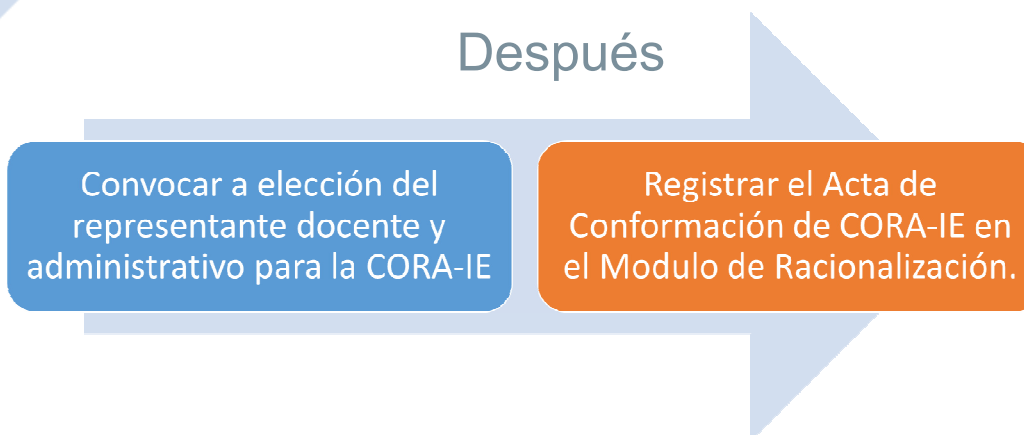 Después
Convocar a elección del
representante docente y
administrativo para la CORA-IE
Registrar el Acta de
Conformación de CORA-IE en
el Modulo de Racionalización.